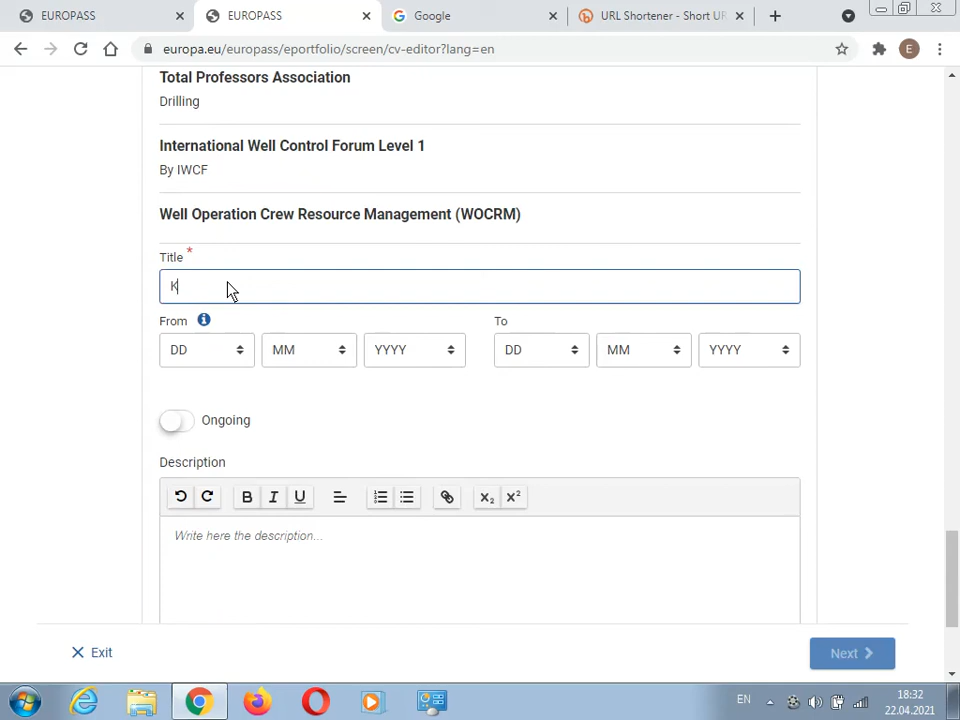 EUROPASS
EUROPASS
Google
URL Shortener - Short UR
europa.eu/europass/eportfolio/screen/cv-editor?lang=en
E
Total Professors Association
Drilling
International Well Control Forum Level 1
By IWCF
Well Operation Crew Resource Management (WOCRM)
Title *
K
From
To
DD MM YYYY DD MM YYYY
Ongoing
Description
B I U X₂ X²
Write here the description...
Exit
Next
EN
18:32
22.04.2021